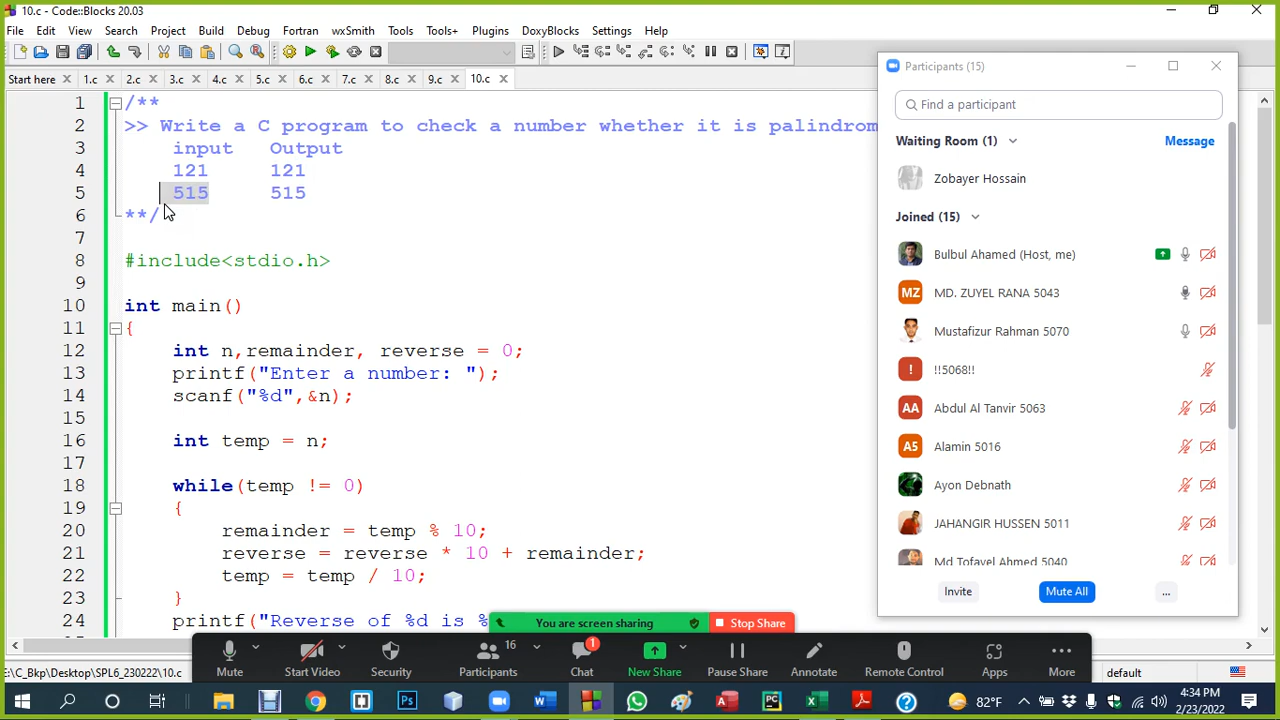 10.c - Code::Blocks 20.03
File Edit View Search Project Build Debug Fortran wxSmith Tools Tools+ Plugins DoxyBlocks Settings Help
Start here 1.c 2.c 3.c 4.c 5.c 6.c 7.c 8.c 9.c 10.c
1 /**
2 >> Write a C program to check a number whether it is palindrom
3 input Output
4 121 121
5 515 515
6 **/
7
8 #include<stdio.h>
9
10 int main()
11 {
12 int n,remainder, reverse = 0;
13 printf("Enter a number: ");
14 scanf("%d",&n);
15
16 int temp = n;
17
18 while(temp != 0)
19 {
20 remainder = temp % 10;
21 reverse = reverse * 10 + remainder;
22 temp = temp / 10;
23 }
24 printf("Reverse of %d is %
Participants (15)
Find a participant
Waiting Room (1) Message
Zobayer Hossain
Joined (15)
Bulbul Ahamed (Host, me)
MZ MD. ZUYEL RANA 5043
Mustafizur Rahman 5070
! !!5068!!
AA Abdul Al Tanvir 5063
A5 Alamin 5016
Ayon Debnath
JAHANGIR HUSSEN 5011
Md Tofayel Ahmed 5040
Invite Mute All ...
You are screen sharing Stop Share
16 1
Mute Start Video Security Participants Chat New Share Pause Share Annotate Remote Control Apps More
E:\C_Bkp\Desktop\SPL6_230222\10.c default
82°F 4:34 PM
2/23/2022